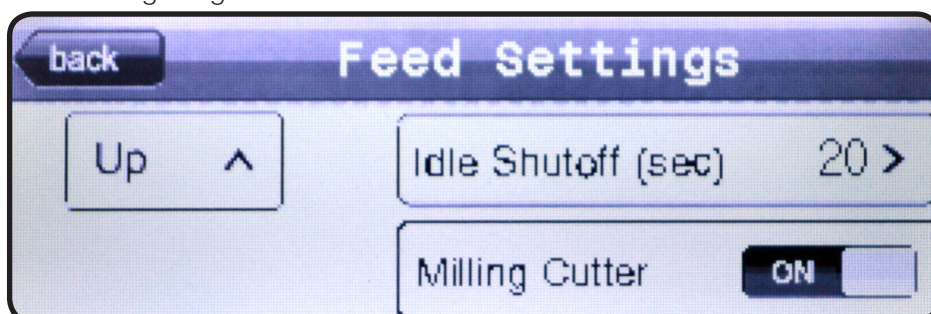 back
Feed Settings
Up
Idle Shutoff (sec) 20 >
Milling Cutter ON